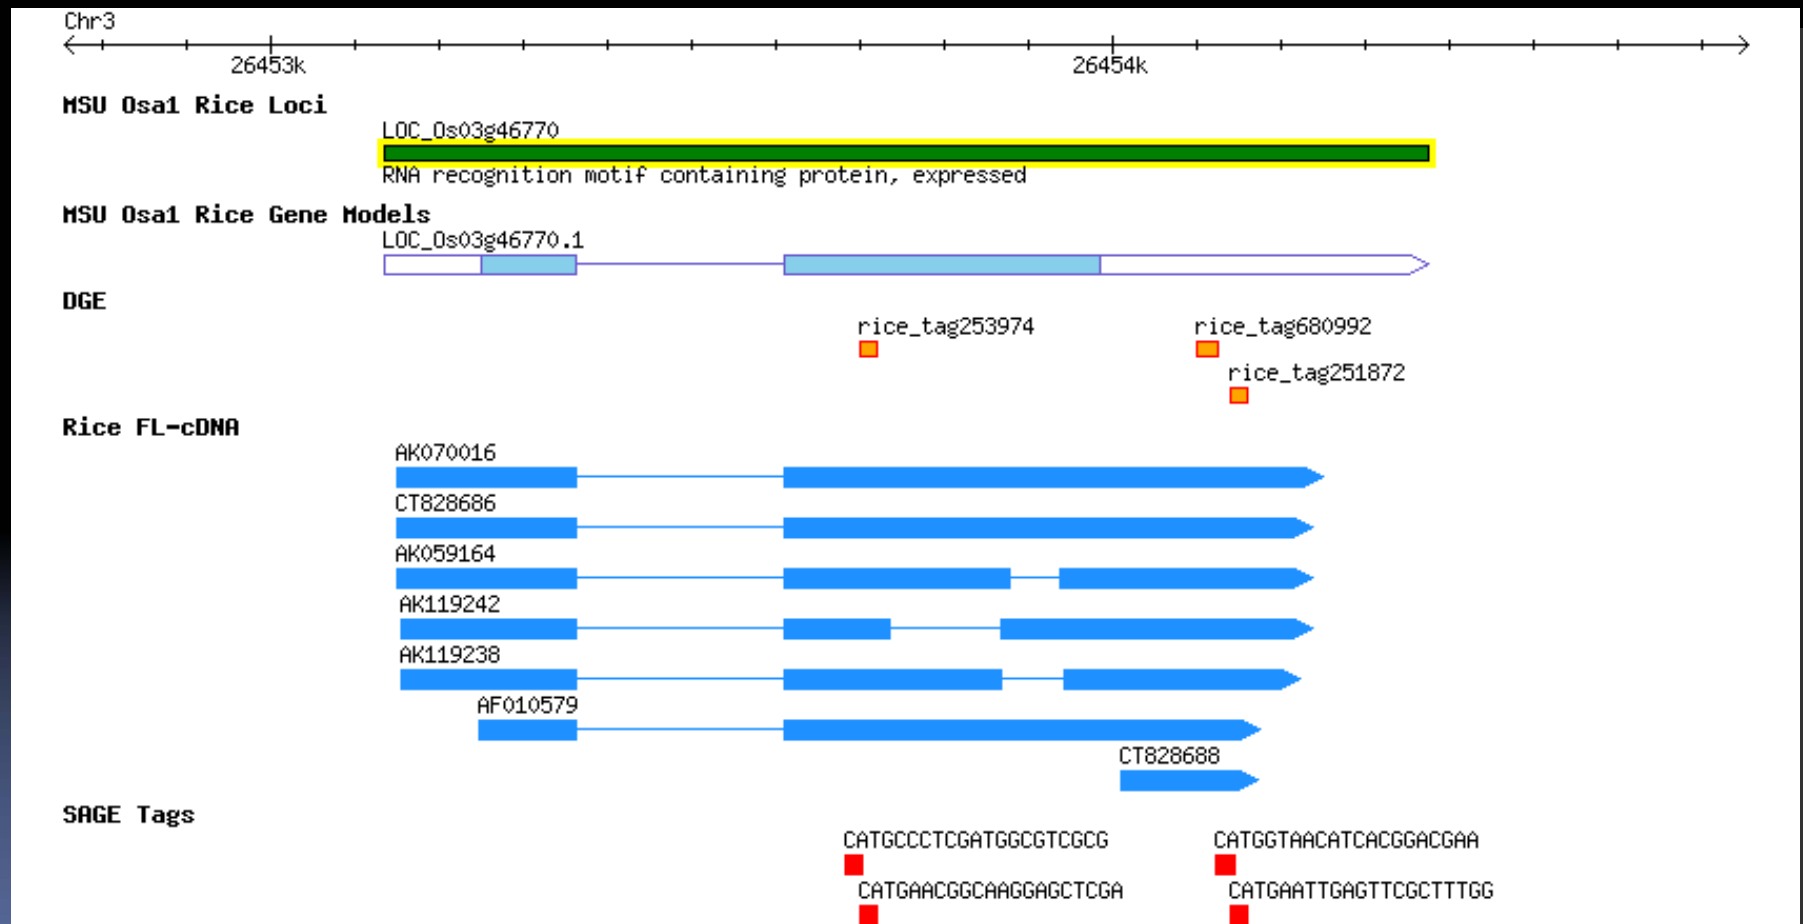 Chr3
26453k 26454k
MSU Osa1 Rice Loci
LOC_Os03g46770
RNA recognition motif containing protein, expressed
MSU Osa1 Rice Gene Models
LOC_Os03g46770.1
DGE
rice_tag253974 rice_tag680992
rice_tag251872
Rice FL-cDNA
AK070016
CT828686
AK059164
AK119242
AK119238
AF010579
CT828688
SAGE Tags
CATGCCCTCGATGGCGTCGCG CATGGTAACATCACGGACGAA
CATGAACGGCAAGGAGCTCGA CATGAATTGAGTTCGCTTTGG